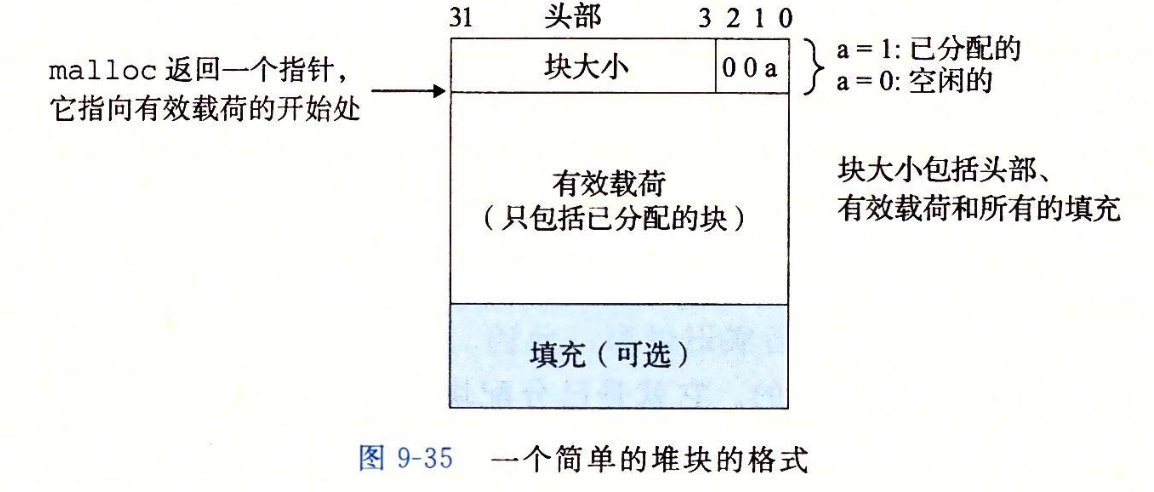 31 头部 3 2 1 0
块大小 0 0 a
a = 1: 已分配的
a = 0: 空闲的
malloc 返回一个指针，
它指向有效载荷的开始处
有效载荷
（只包括已分配的块）
块大小包括头部、
有效载荷和所有的填充
填充（可选）
图 9-35 一个简单的堆块的格式